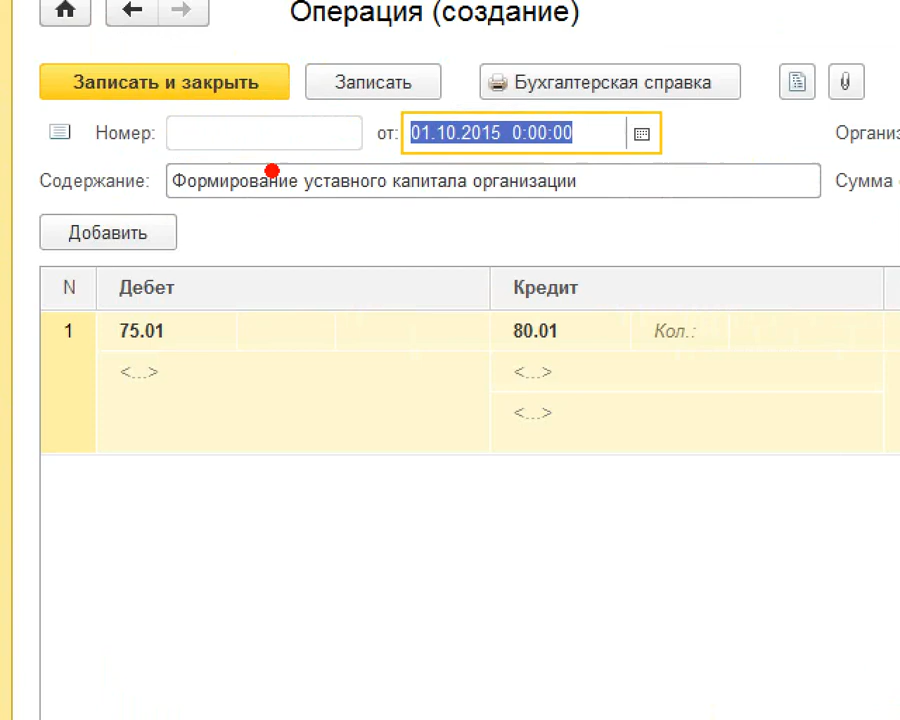 Операция (создание)
Записать и закрыть Записать Бухгалтерская справка
Номер: от: 01.10.2015 0:00:00
Содержание: Формирование уставного капитала организации Сумма
Добавить
N Дебет Кредит
1 75.01 80.01 Кол.:
<...> <...>
<...>